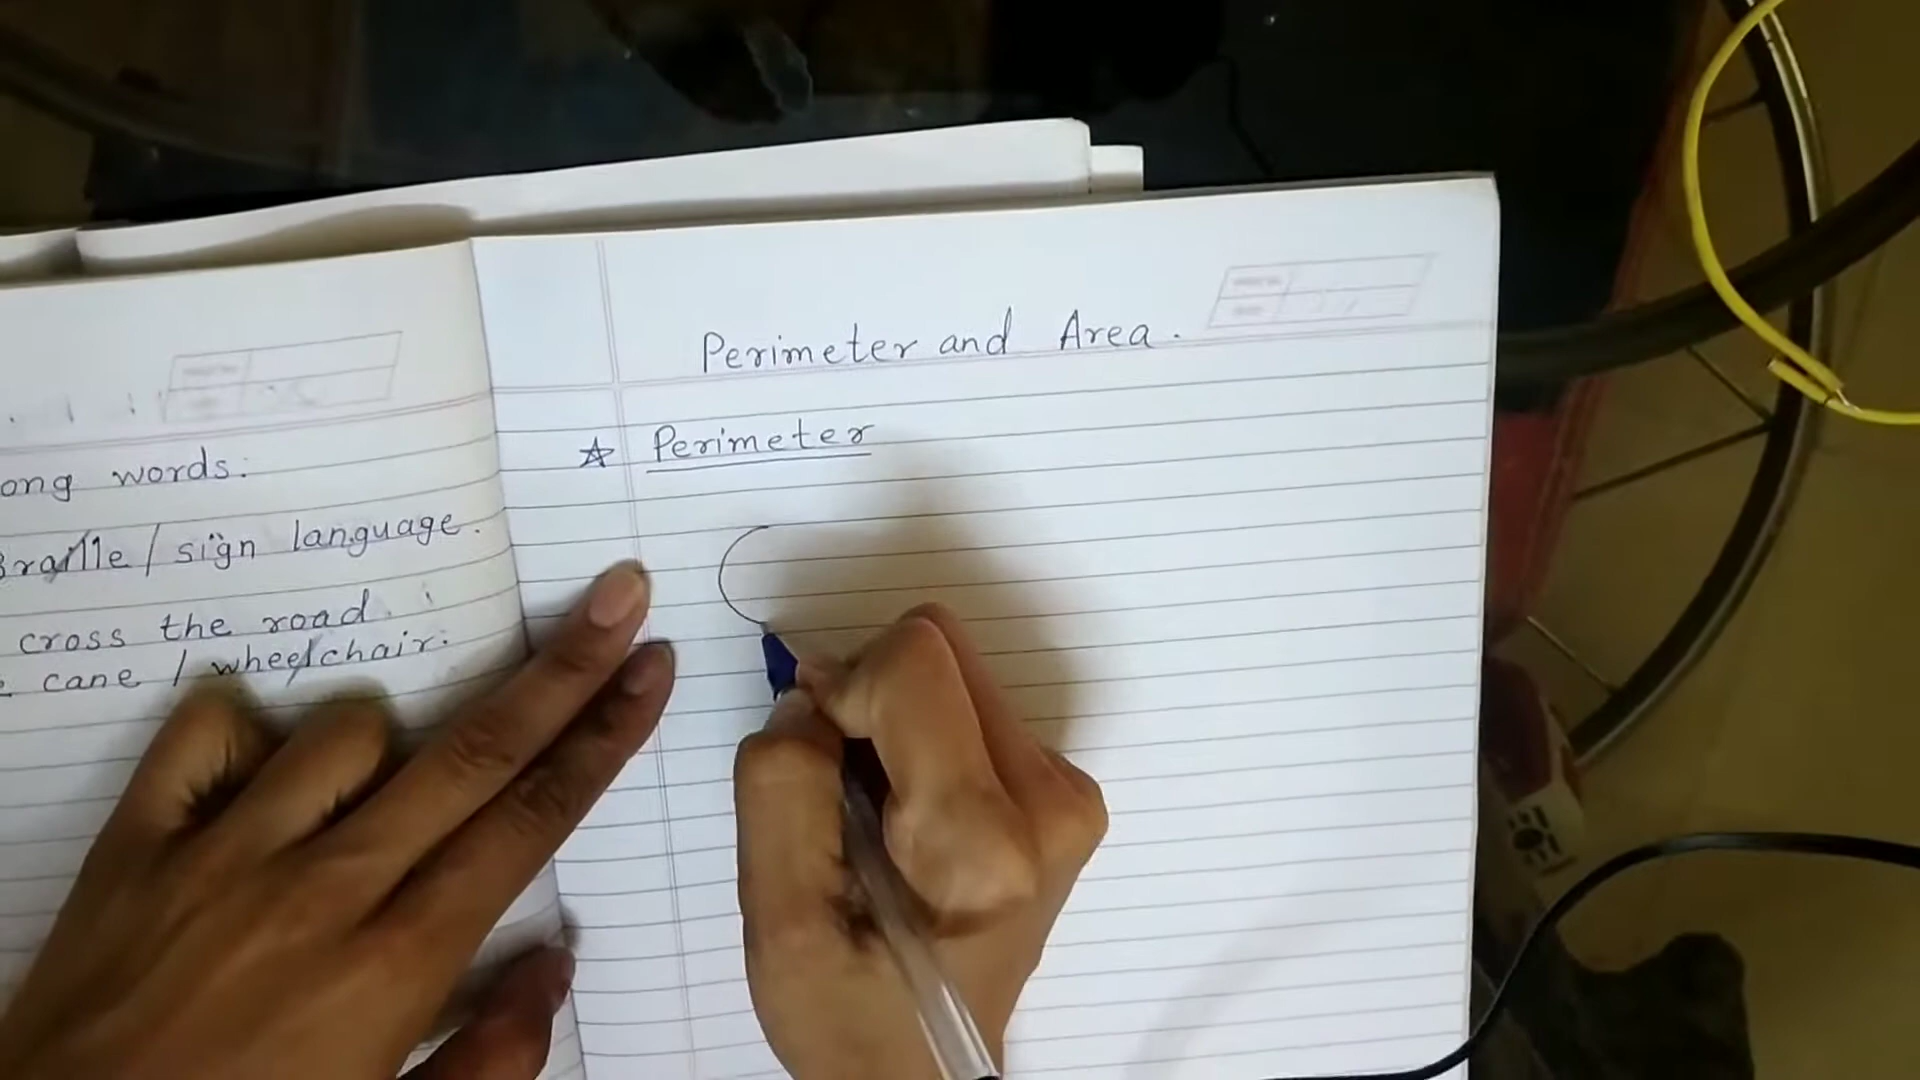 ong words.
Braille / sign language.
cross the road.
cane / wheelchair.
Perimeter and Area.
☆ Perimeter